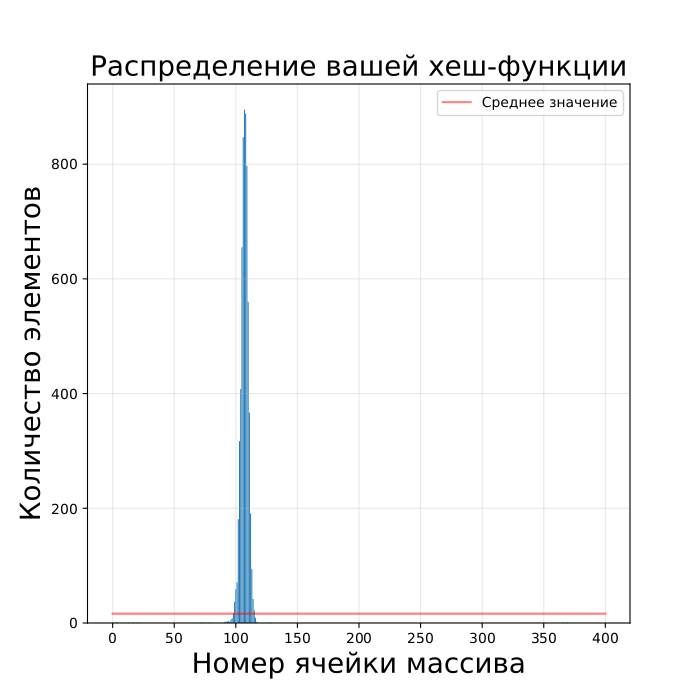 Распределение вашей хеш-функции
Среднее значение
Количество элементов
800
600
400
200
0
0 50 100 150 200 250 300 350 400
Номер ячейки массива